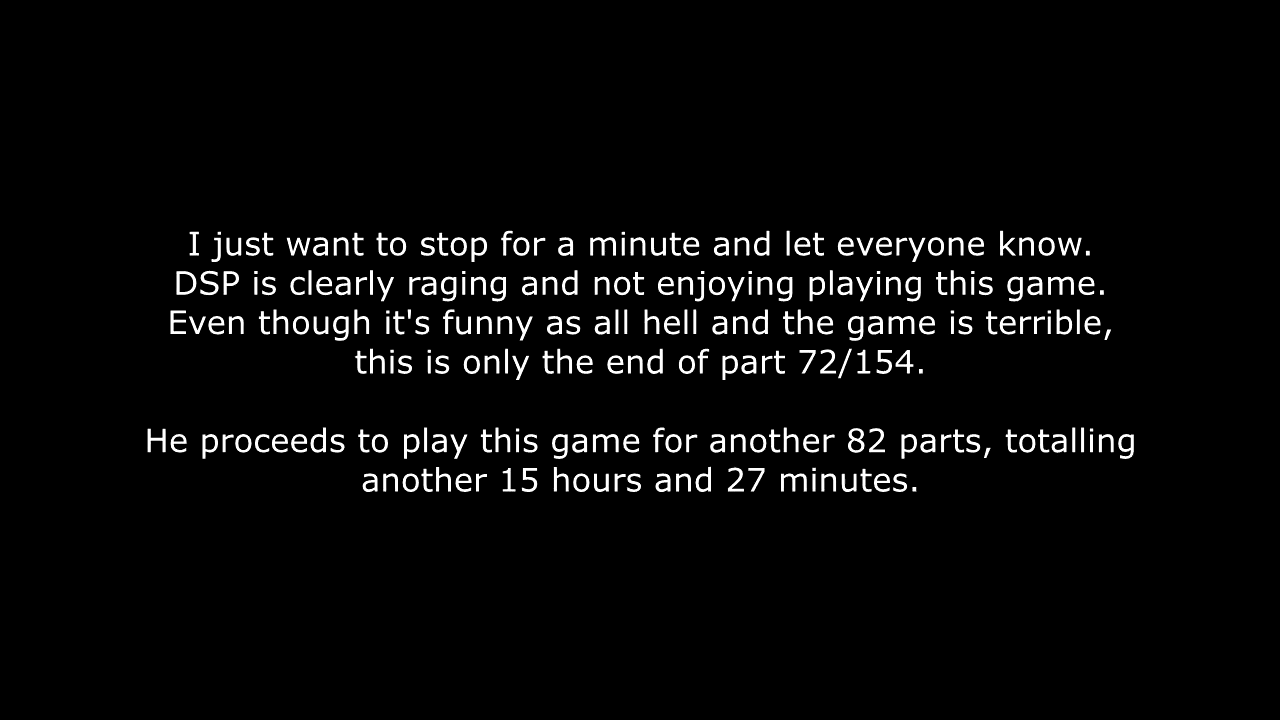 I just want to stop for a minute and let everyone know.
DSP is clearly raging and not enjoying playing this game.
Even though it's funny as all hell and the game is terrible,
this is only the end of part 72/154.
He proceeds to play this game for another 82 parts, totalling
another 15 hours and 27 minutes.